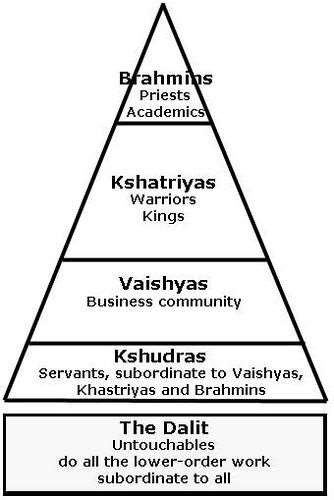 Brahmins
Priests
Academics
Kshatriyas
Warriors
Kings
Vaishyas
Business community
Kshudras
Servants, subordinate to Vaishyas,
Khastriyas and Brahmins
The Dalit
Untouchables
do all the lower-order work
subordinate to all